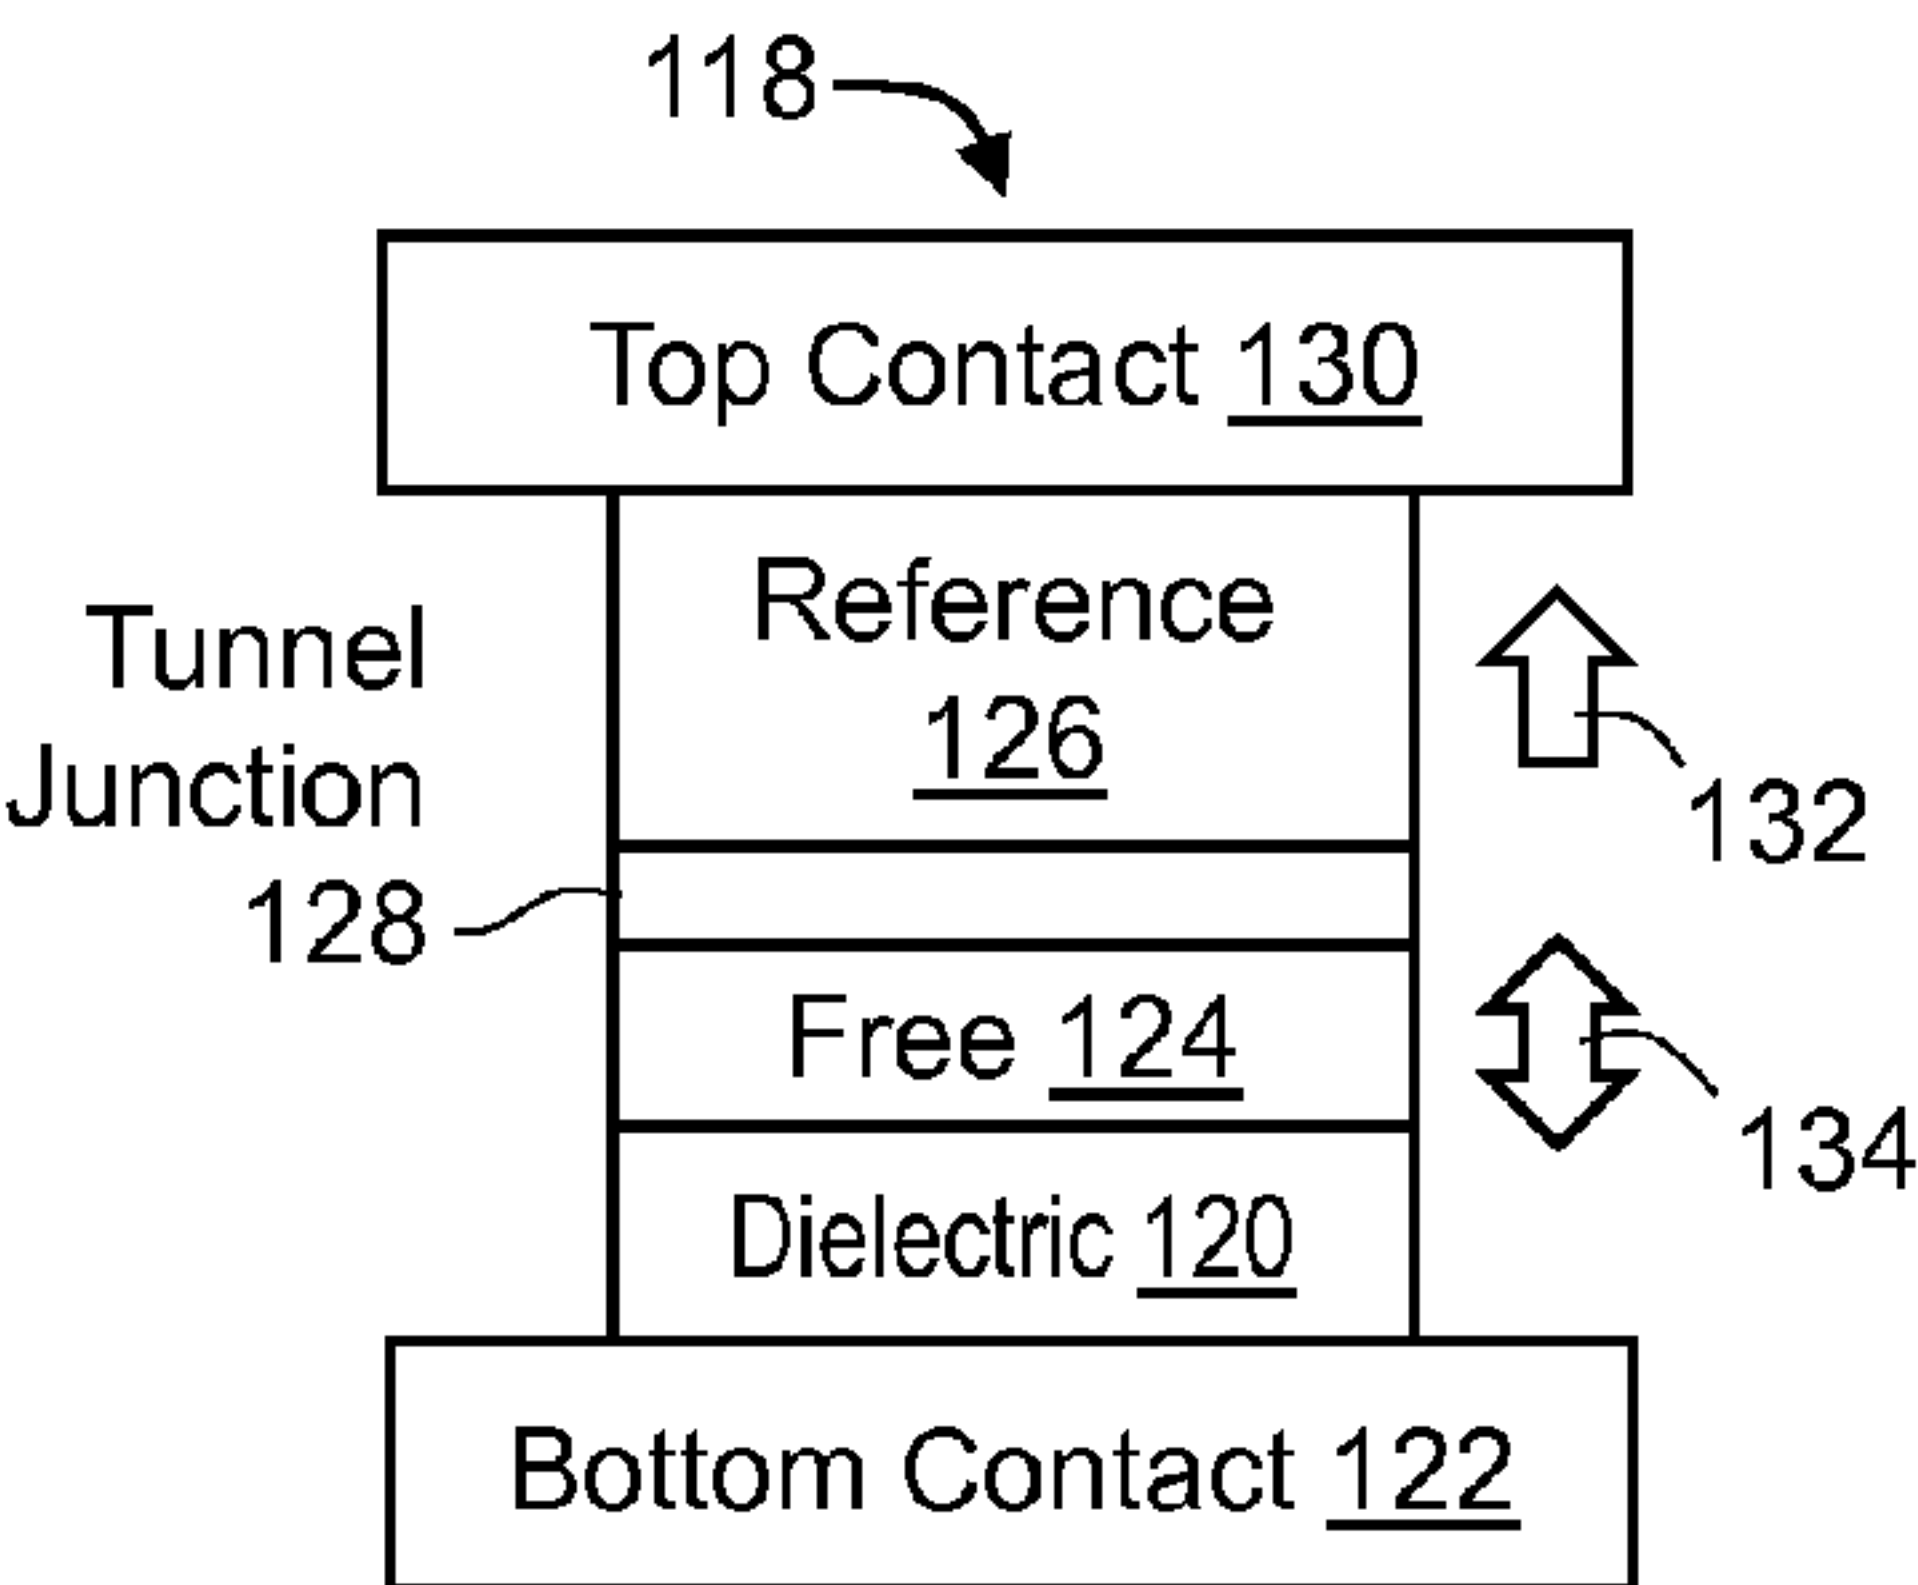 118
Top Contact 130
Reference
126
Tunnel
Junction
128
132
Free 124
134
Dielectric 120
Bottom Contact 122